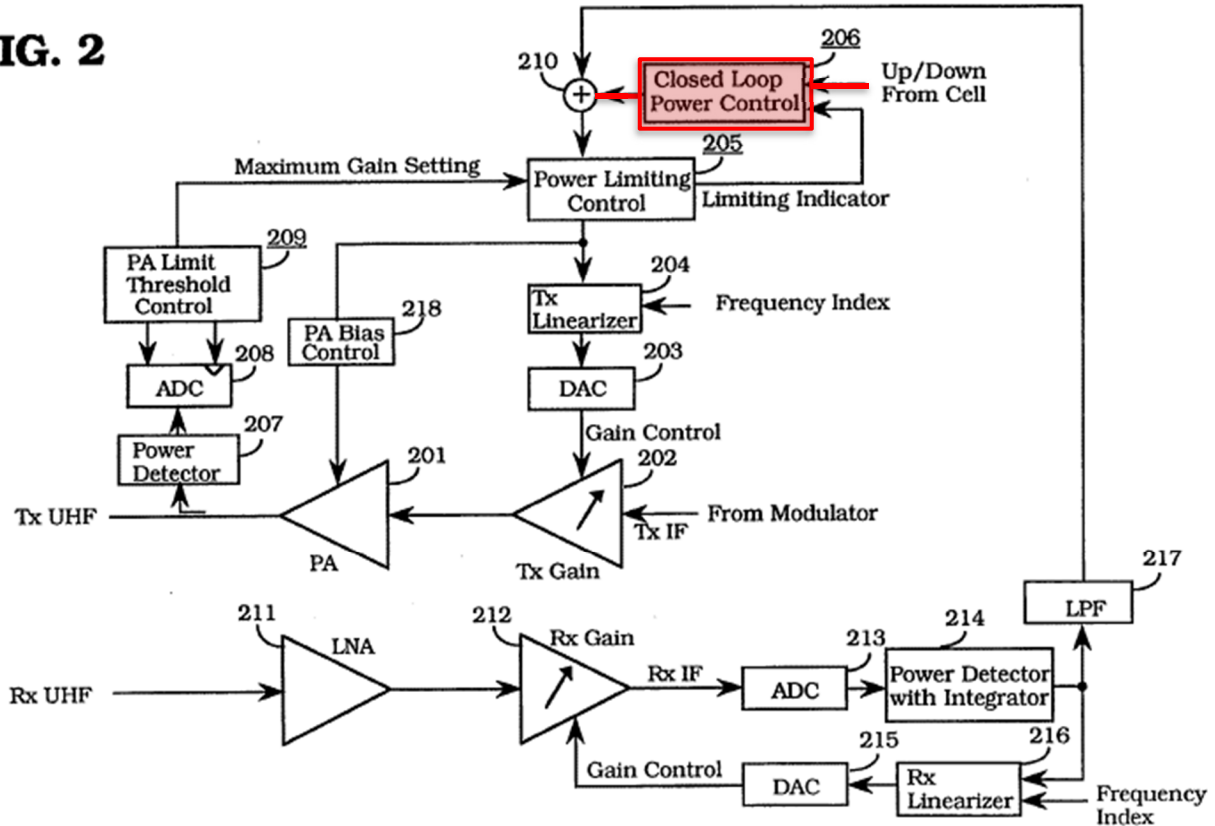 IG. 2
210
206
Closed Loop
Power Control
Up/Down
From Cell
205
Maximum Gain Setting
Power Limiting
Control
Limiting Indicator
209
PA Limit
Threshold
Control
204
Tx
Linearizer
Frequency Index
218
PA Bias
Control
208
ADC
203
DAC
207
Power
Detector
Gain Control
201
202
Tx UHF
From Modulator
Tx IF
PA
Tx Gain
217
LPF
211
LNA
212
Rx Gain
213
214
Rx UHF
Rx IF
ADC
Power Detector
with Integrator
215
216
Gain Control
DAC
Rx
Linearizer
Frequency
Index